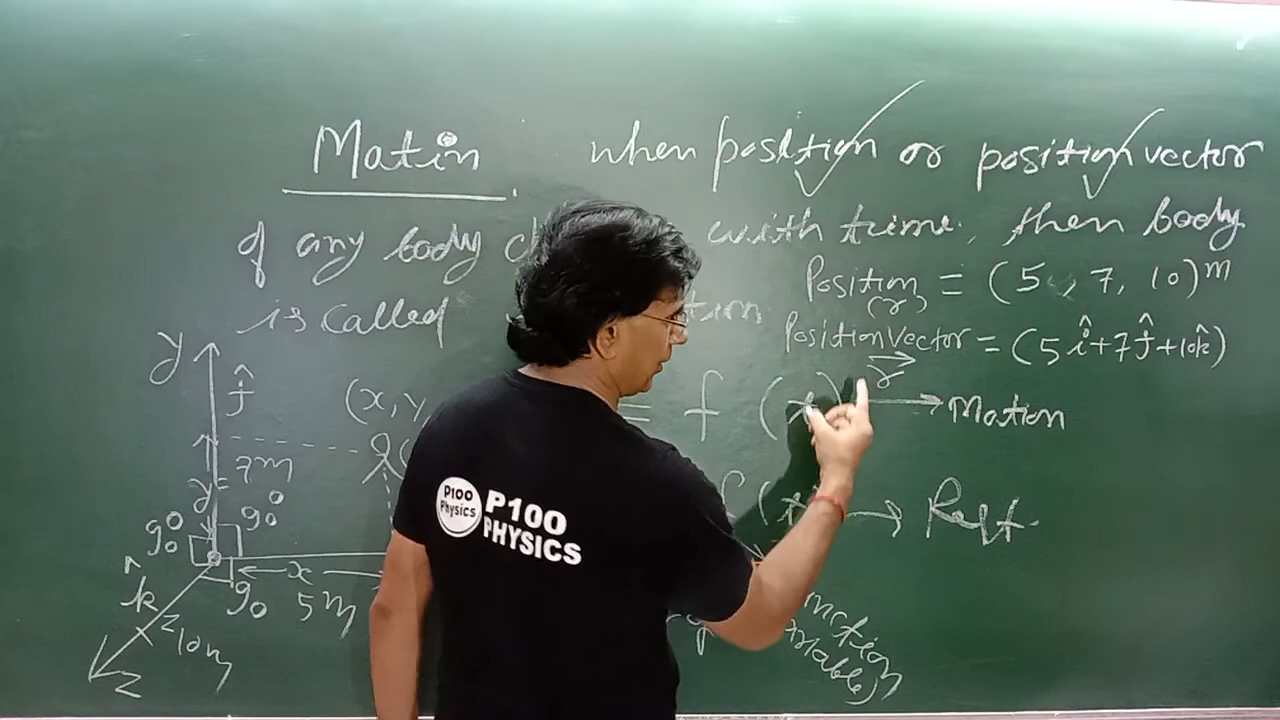 Motion when position or position vector
of any body with time, then body
is called
Position = (5, 7, 10)m
(r)
Position Vector = (5î+7ĵ+10k̂)
r⃗
y
ĵ
(x, y
= f (t) → Motion
7m
y
f (t) → Rest.
90°
90°
90°
k̂
x
5m
z
10m
Z
P100 Physics
P100 PHYSICS